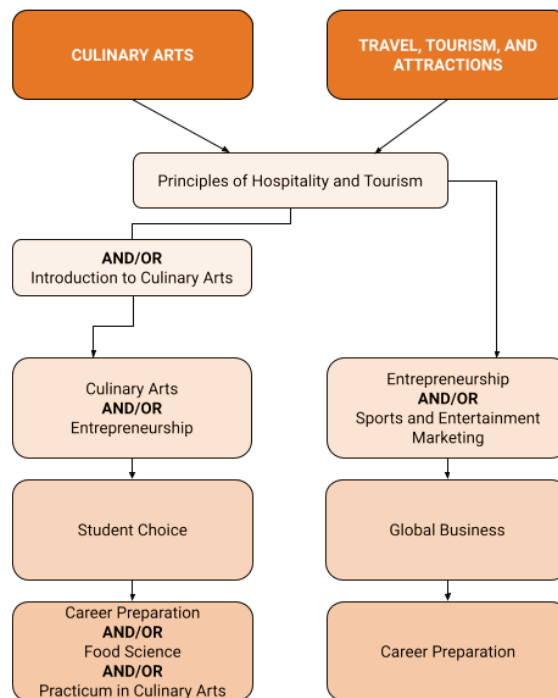 CULINARY ARTS
TRAVEL, TOURISM, AND
ATTRACTIONS
Principles of Hospitality and Tourism
AND/OR
Introduction to Culinary Arts
Culinary Arts
AND/OR
Entrepreneurship
Entrepreneurship
AND/OR
Sports and Entertainment
Marketing
Student Choice
Global Business
Career Preparation
AND/OR
Food Science
AND/OR
Practicum in Culinary Arts
Career Preparation